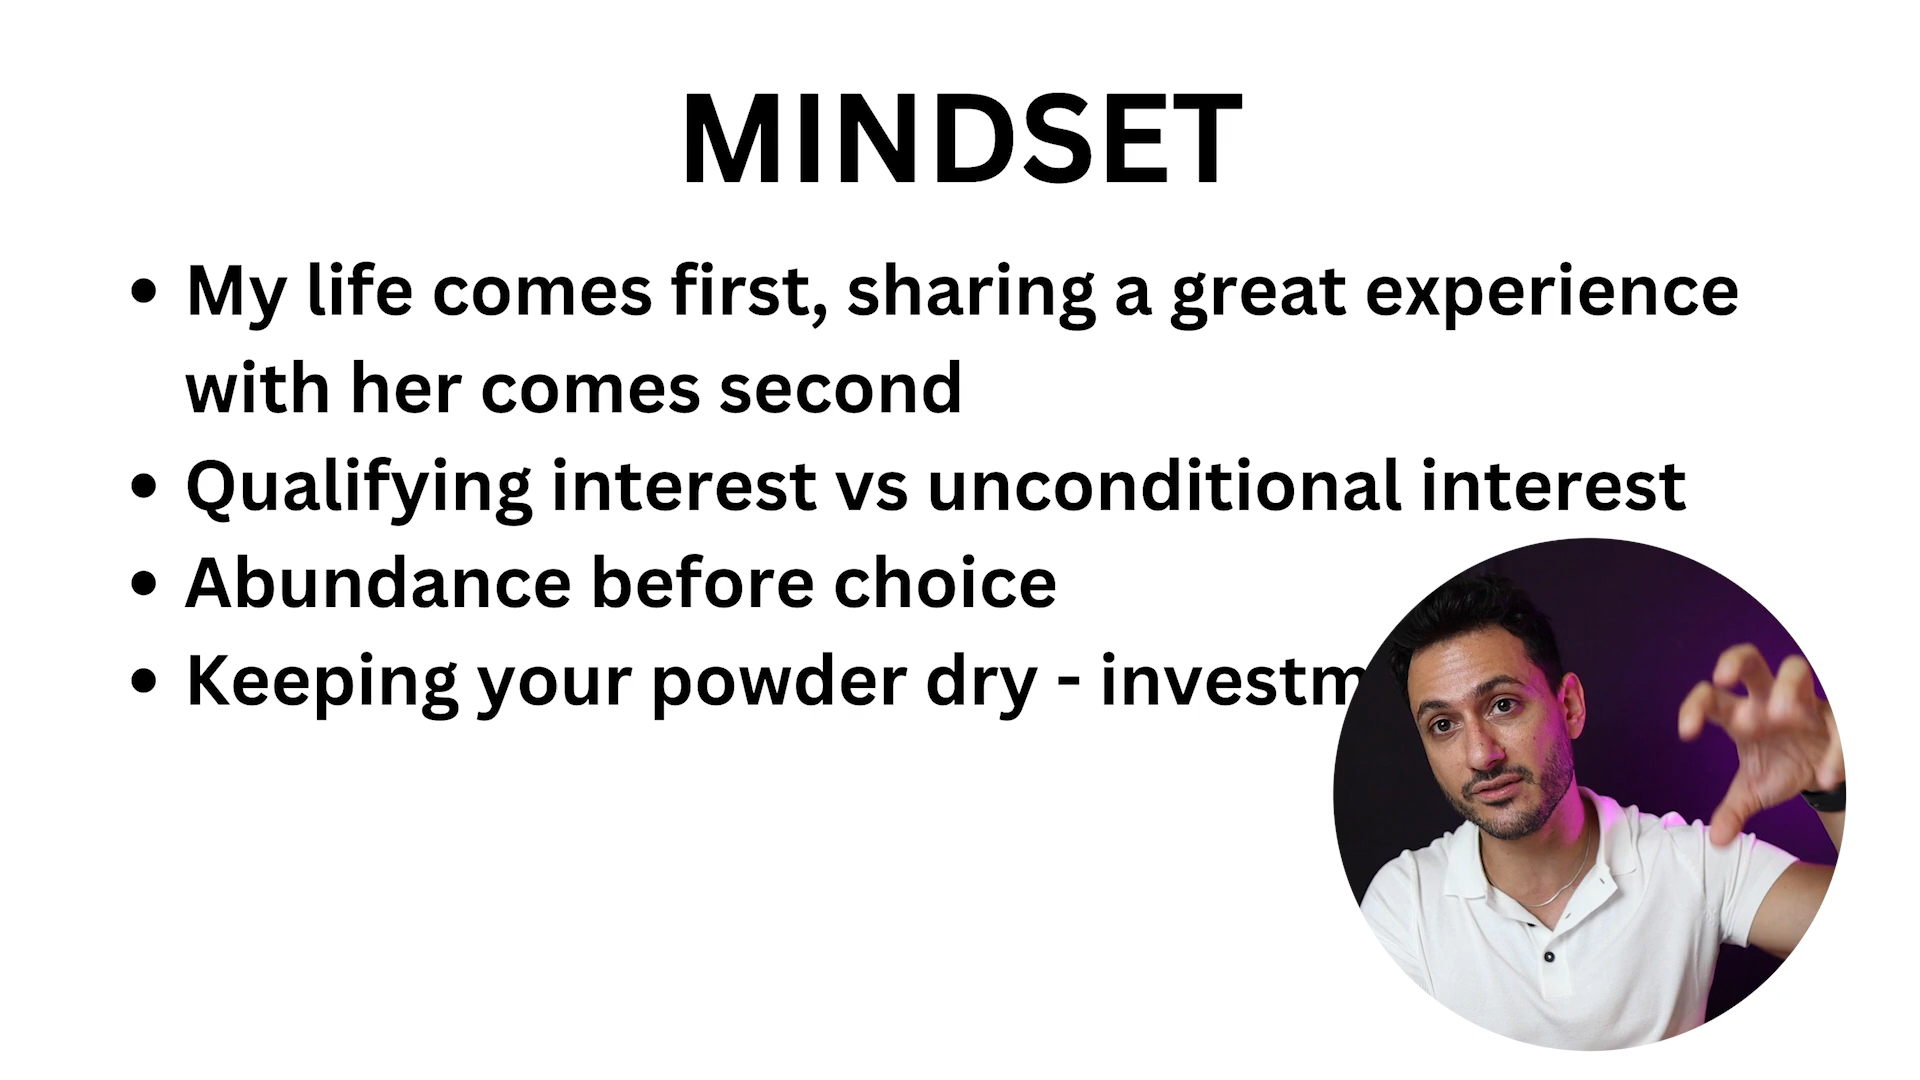 MINDSET
• My life comes first, sharing a great experience
with her comes second
• Qualifying interest vs unconditional interest
• Abundance before choice
• Keeping your powder dry -